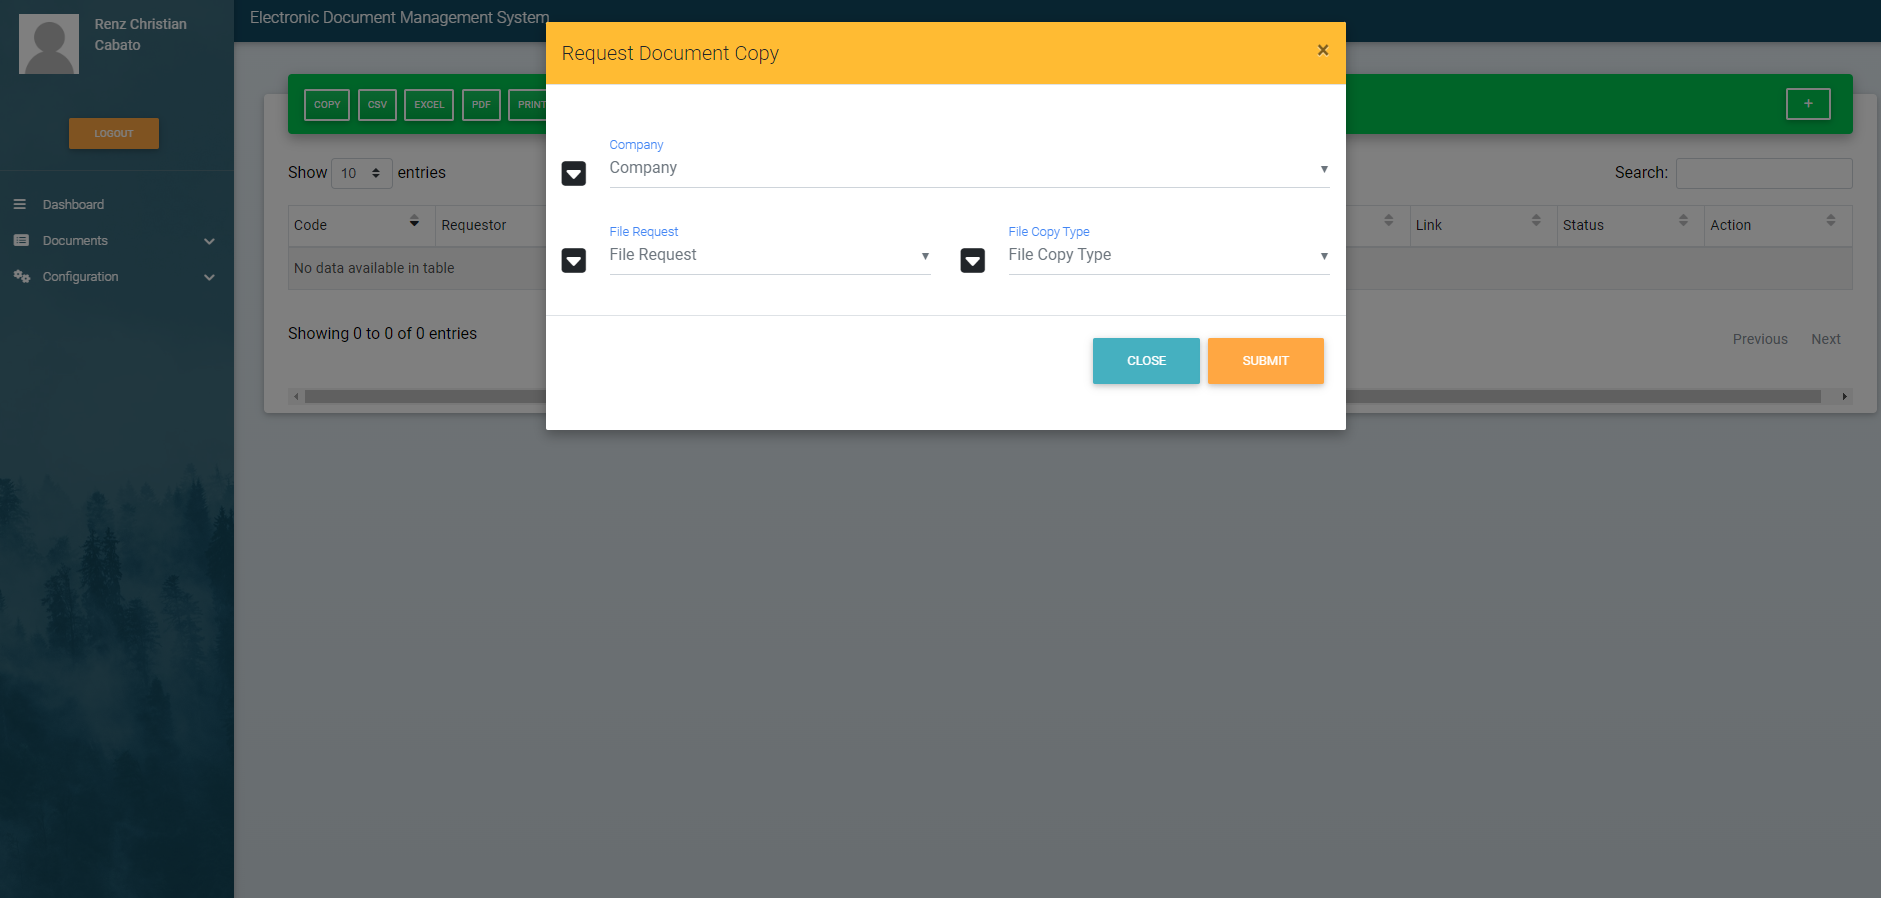 Renz Christian
Cabato
LOGOUT
Dashboard
Documents
Configuration
Electronic Document Management System
COPY CSV EXCEL PDF PRINT +
Show 10 entries Search:
Code Requestor Link Status Action
No data available in table
Showing 0 to 0 of 0 entries
Previous Next
Request Document Copy ×
Company
Company
File Request File Copy Type
File Request File Copy Type
CLOSE SUBMIT